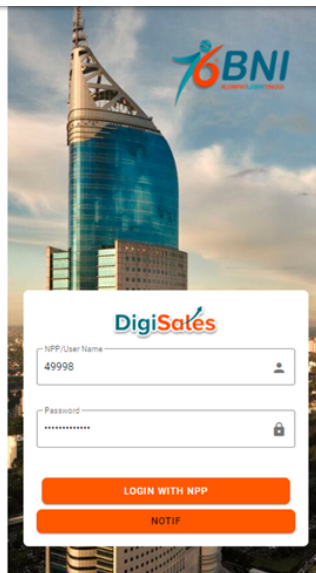 76BNI
DigiSales
NPP/User Name
49998
Password
•••••••••••••
LOGIN WITH NPP
NOTIF